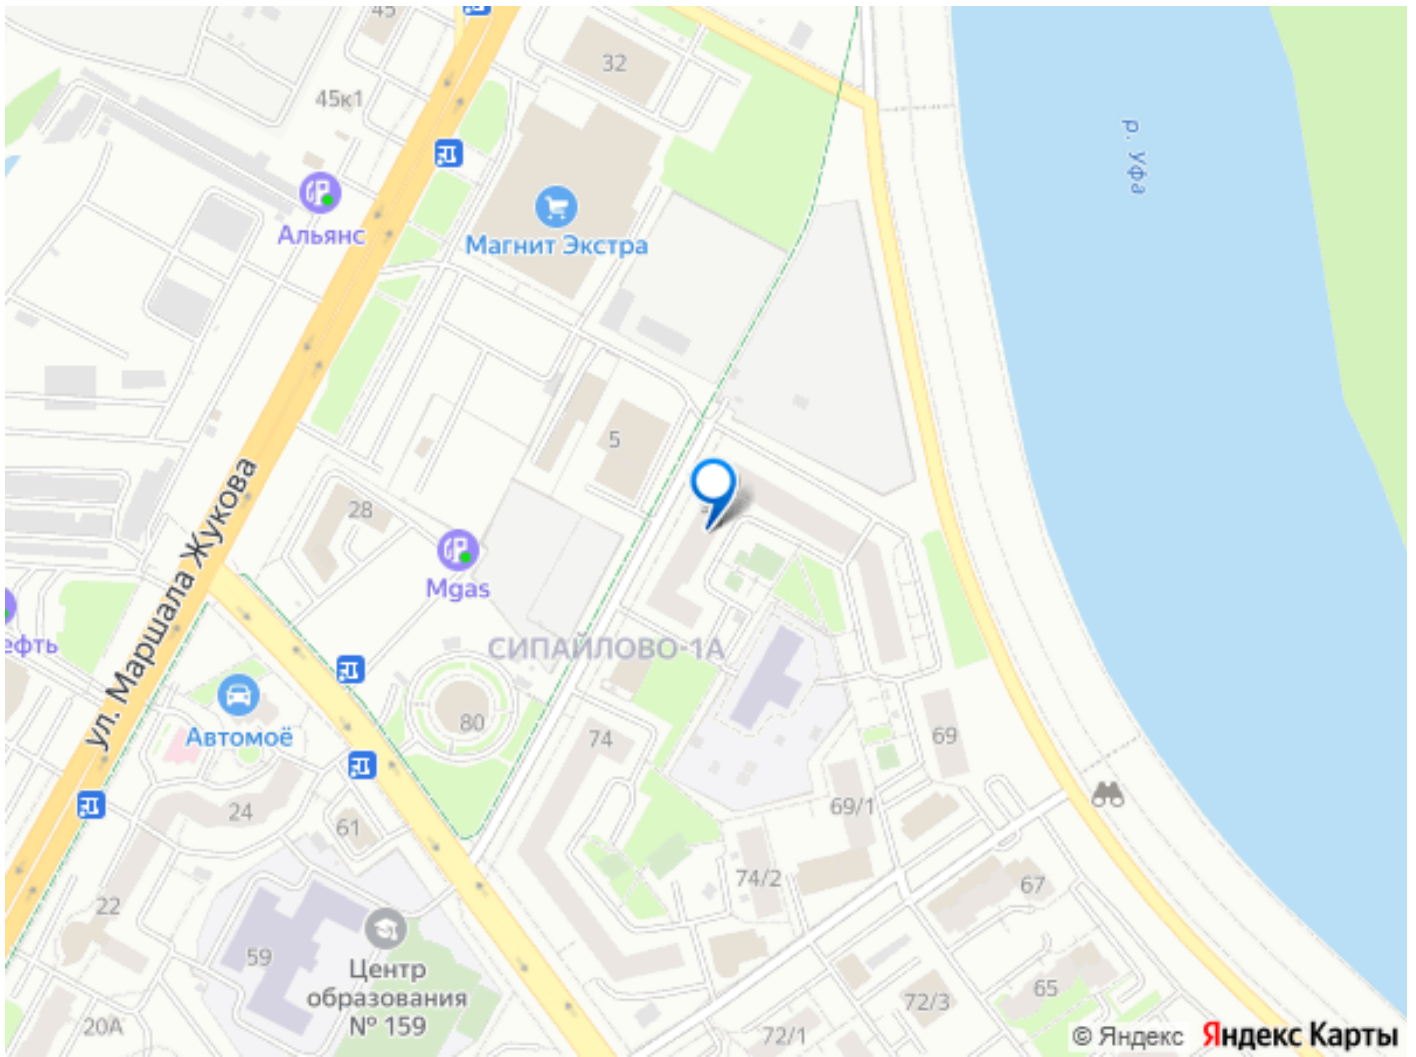 45
32
45к1
р. Уфа
Альянс
Магнит Экстра
5
28
ул. Маршала Жукова
Mgas
ефть
СИПАЙЛОВО-1А
80
74
69
Автомоё
24
61
69/1
74/2
67
22
59
Центр
образования
№ 159
65
72/3
20А
72/1
© Яндекс Яндекс Карты